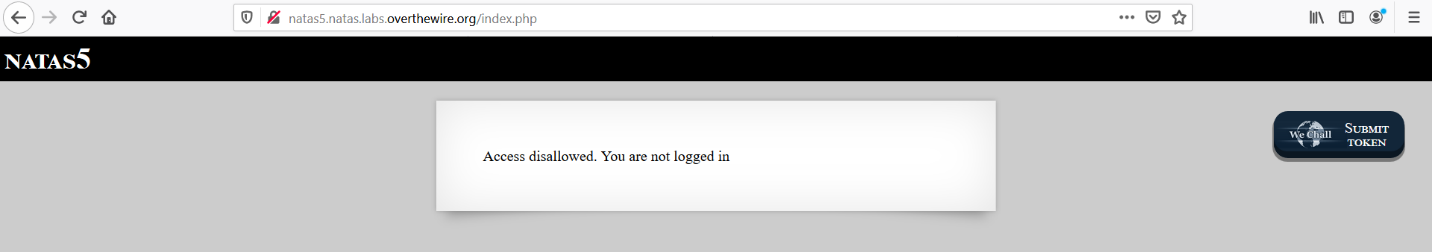 natas5.natas.labs.overthewire.org/index.php
NATAS5
Access disallowed. You are not logged in
We Chall
SUBMIT
TOKEN